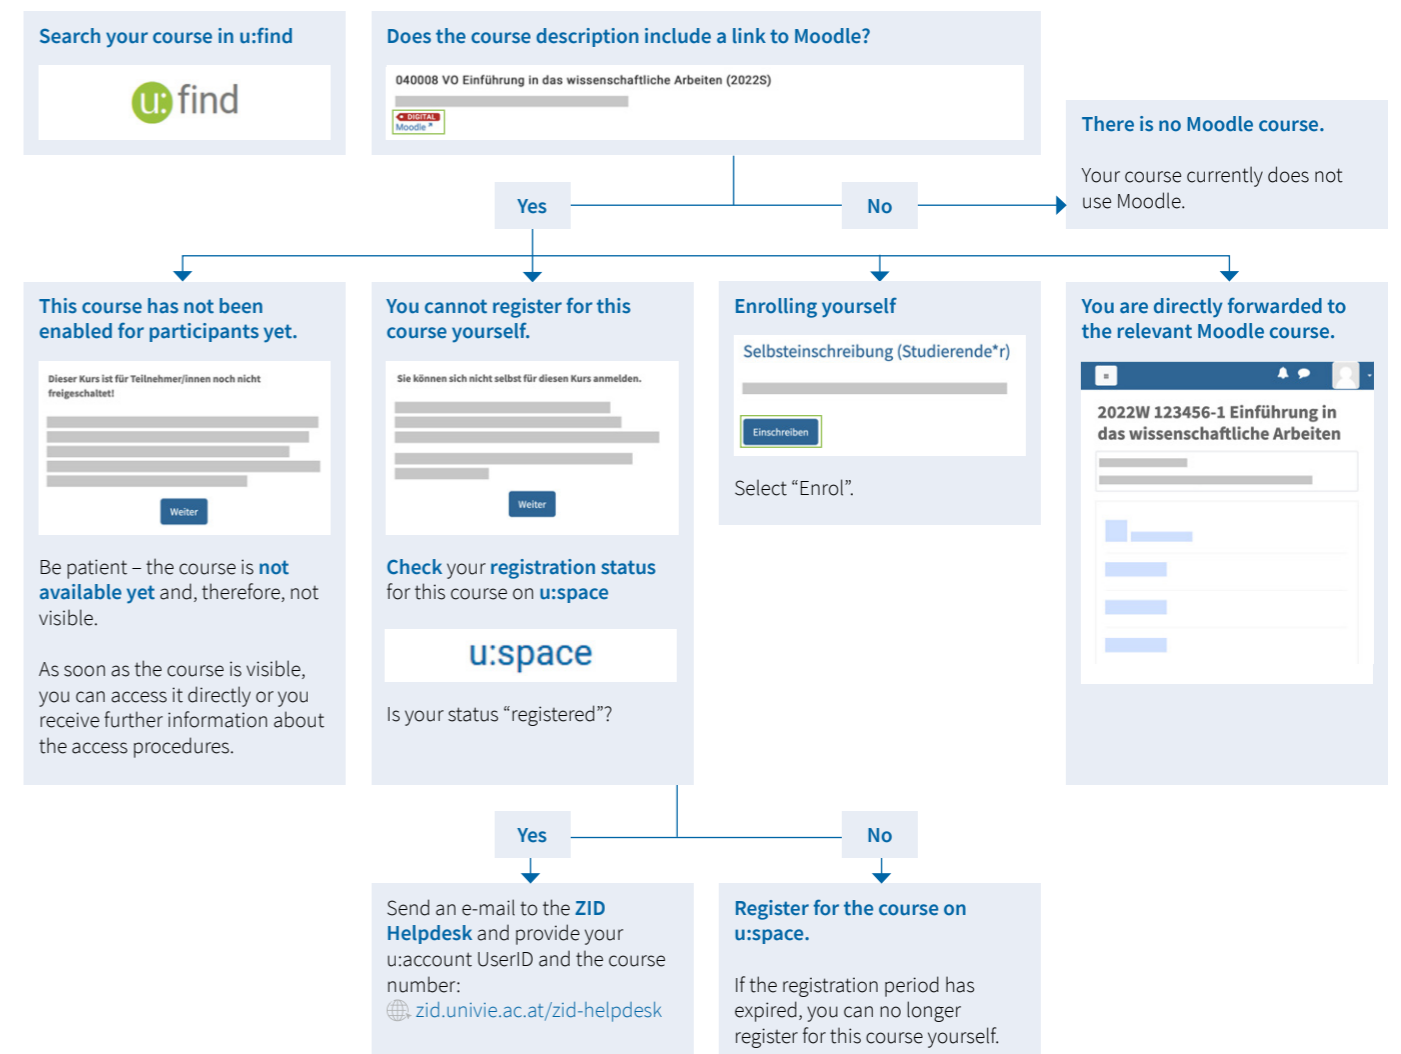 Search your course in u:find
u: find
Does the course description include a link to Moodle?
040008 VO Einführung in das wissenschaftliche Arbeiten (2022S)
DIGITAL
Moodle
Yes
No
There is no Moodle course.
Your course currently does not
use Moodle.
This course has not been
enabled for participants yet.
Dieser Kurs ist für Teilnehmer/innen noch nicht
freigeschaltet!
Weiter
Be patient – the course is not
available yet and, therefore, not
visible.
As soon as the course is visible,
you can access it directly or you
receive further information about
the access procedures.
You cannot register for this
course yourself.
Sie können sich nicht selbst für diesen Kurs anmelden.
Weiter
Check your registration status
for this course on u:space
u:space
Is your status “registered”?
Enrolling yourself
Selbsteinschreibung (Studierende*r)
Einschreiben
Select “Enrol”.
You are directly forwarded to
the relevant Moodle course.
2022W 123456-1 Einführung in
das wissenschaftliche Arbeiten
Yes
No
Send an e-mail to the ZID
Helpdesk and provide your
u:account UserID and the course
number:
zid.univie.ac.at/zid-helpdesk
Register for the course on
u:space.
If the registration period has
expired, you can no longer
register for this course yourself.